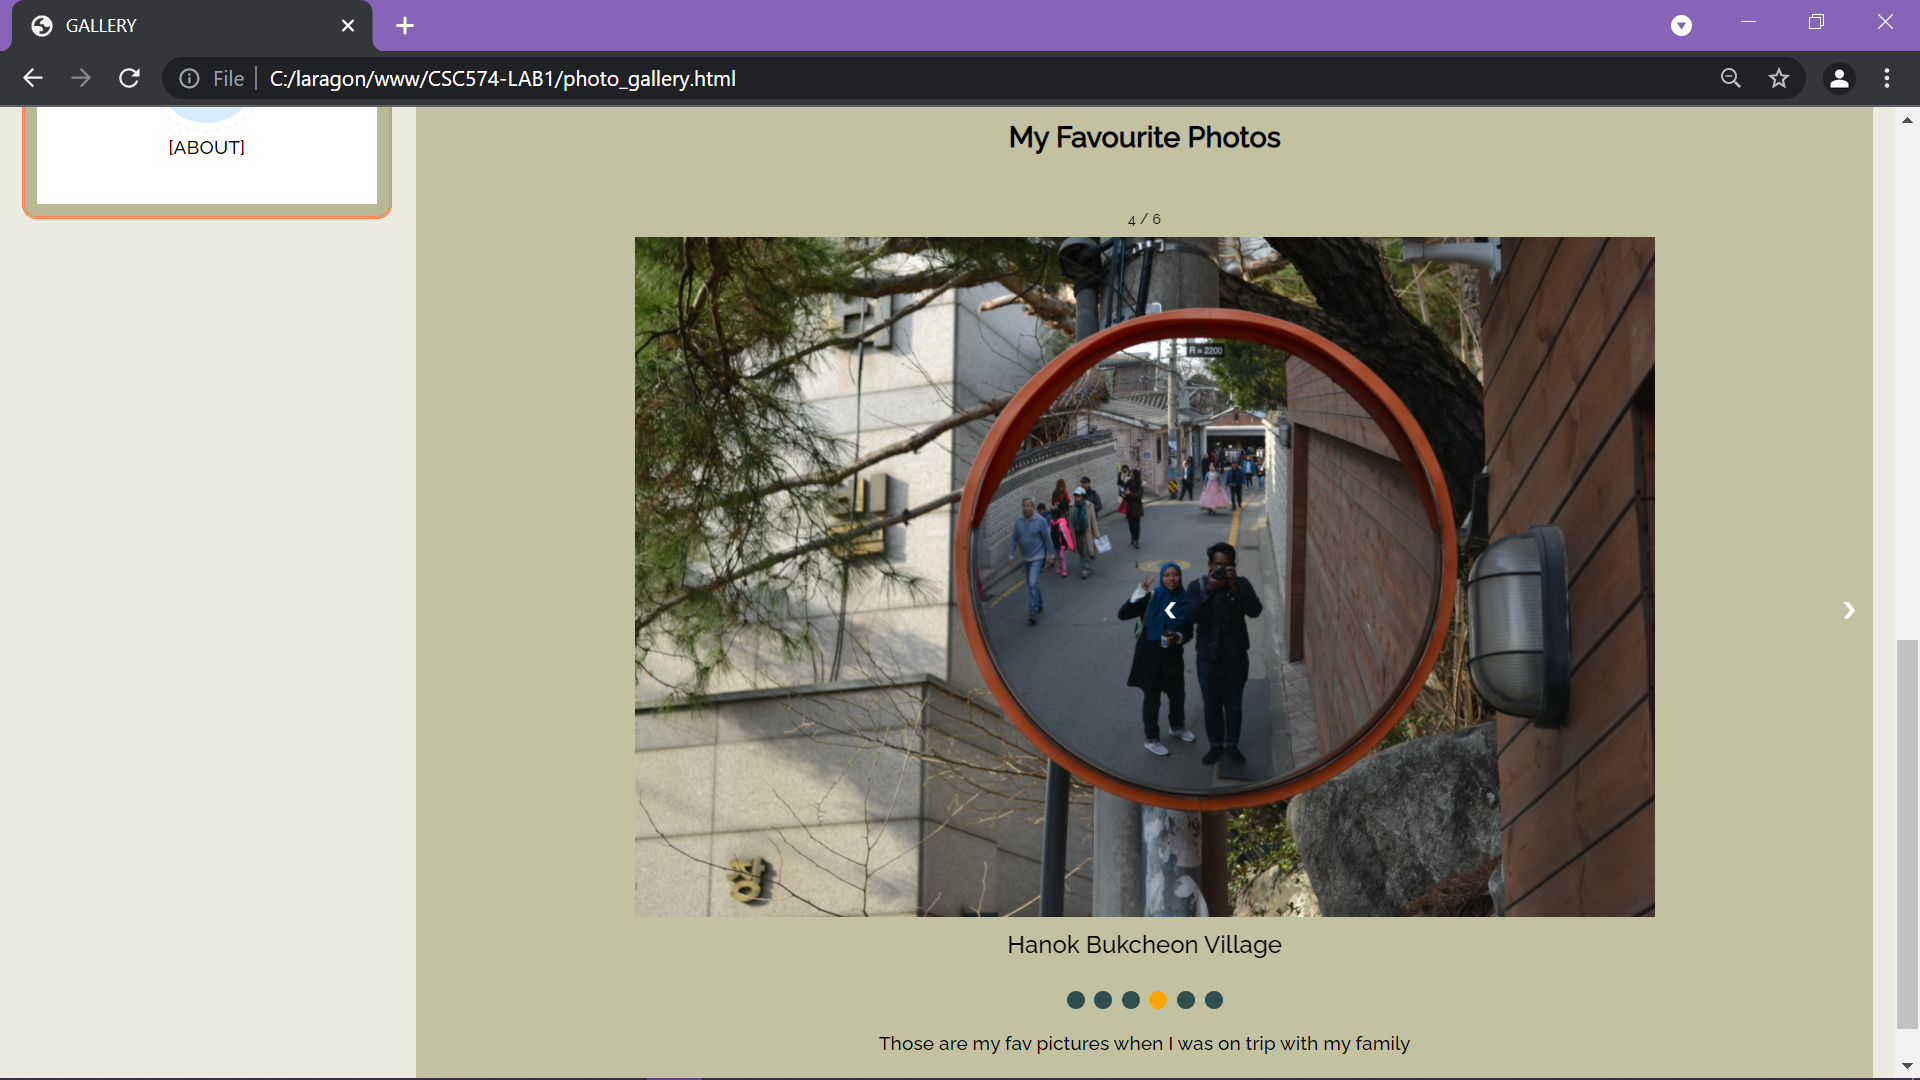 GALLERY
File
C:/laragon/www/CSC574-LAB1/photo_gallery.html
[ABOUT]
My Favourite Photos
4 / 6
R = 2200
Hanok Bukcheon Village
Those are my fav pictures when I was on trip with my family